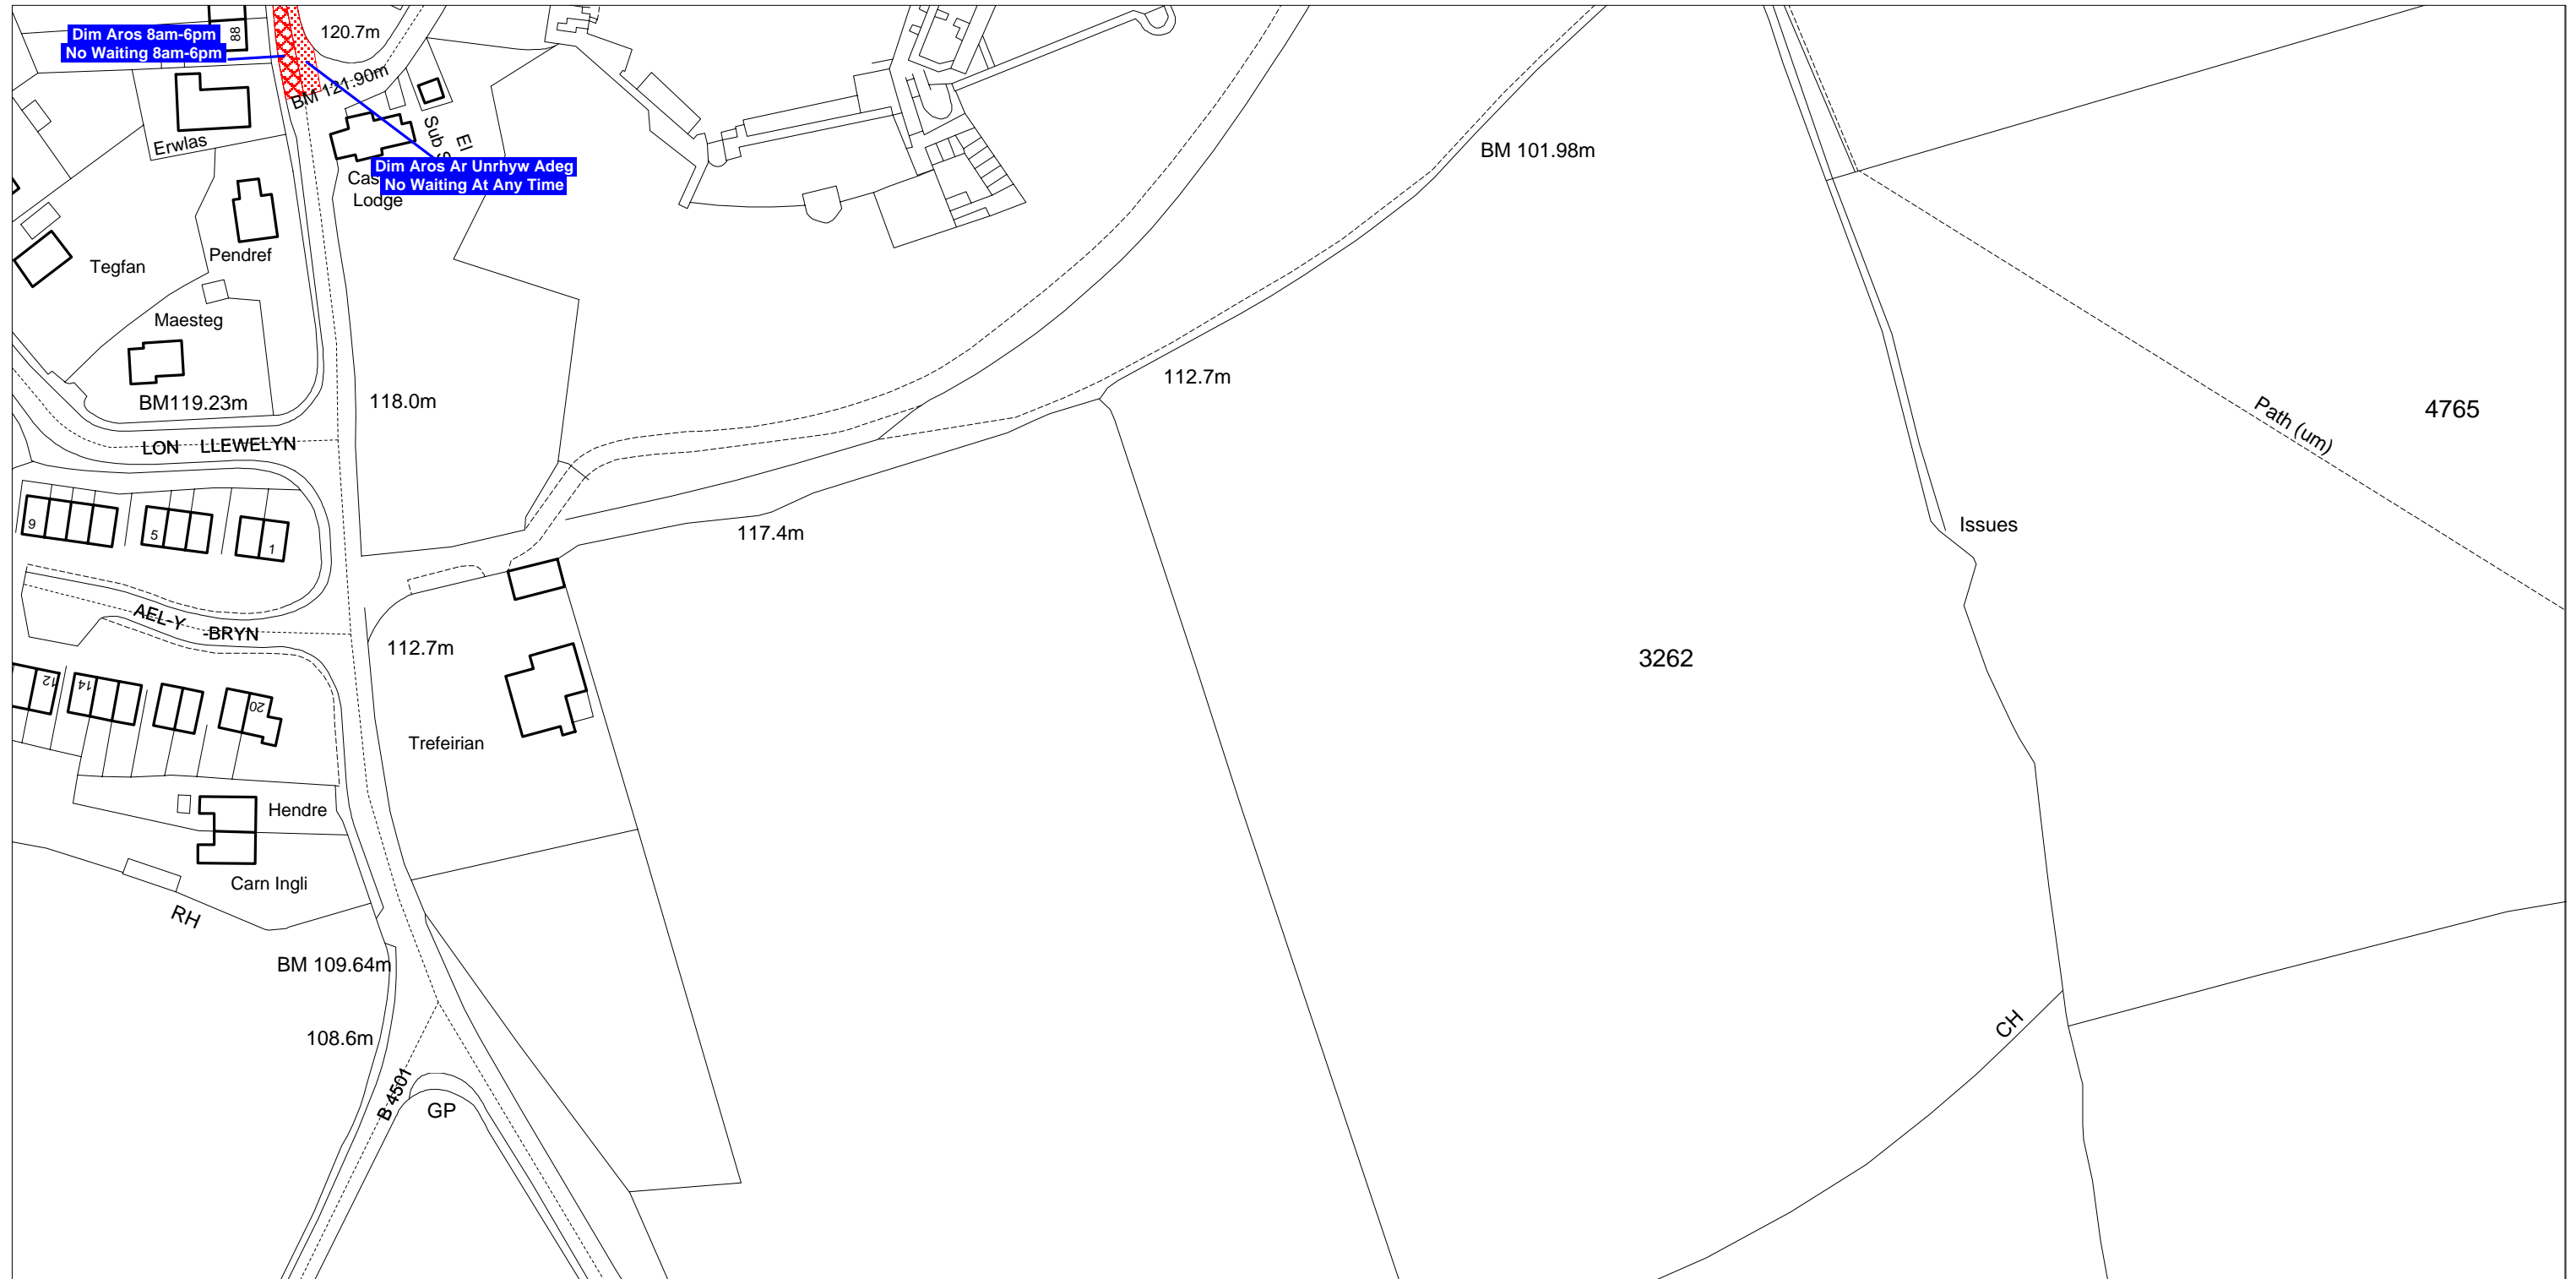 Dim Aros 8am-6pm
No Waiting 8am-6pm
88
120.7m
BM 121.90m
Erwlas
El
Sub S
Dim Aros Ar Unrhyw Adeg
No Waiting At Any Time
Cas
Lodge
BM 101.98m
Pendref
Tegfan
Maesteg
BM119.23m
118.0m
112.7m
Path (um)
4765
LON LLEWELYN
9
5
1
117.4m
Issues
AEL-Y -BRYN
112.7m
3262
12
14
20
Trefeirian
Hendre
Carn Ingli
RH
BM 109.64m
108.6m
CH
B 4501
GP